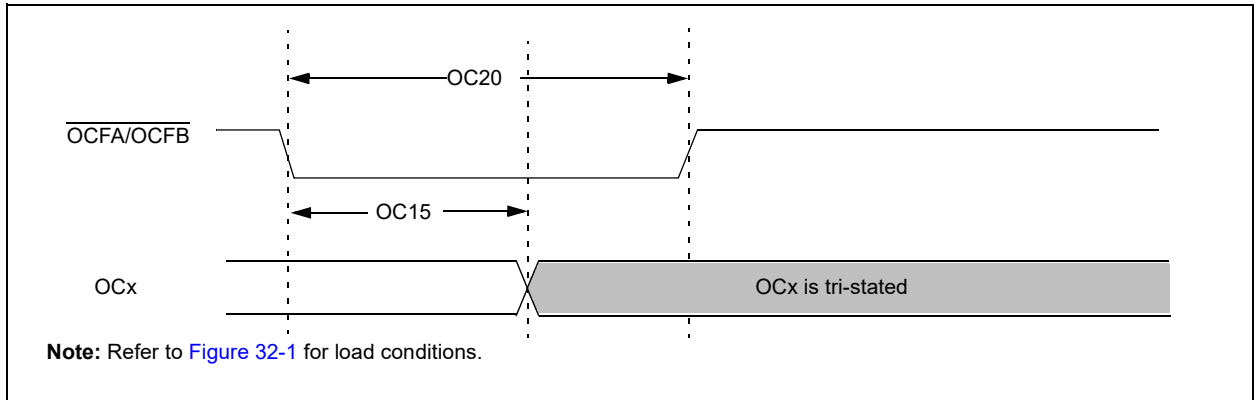 OC20
OCFA/OCFB
OC15
OCx
OCx is tri-stated
Note: Refer to Figure 32-1 for load conditions.